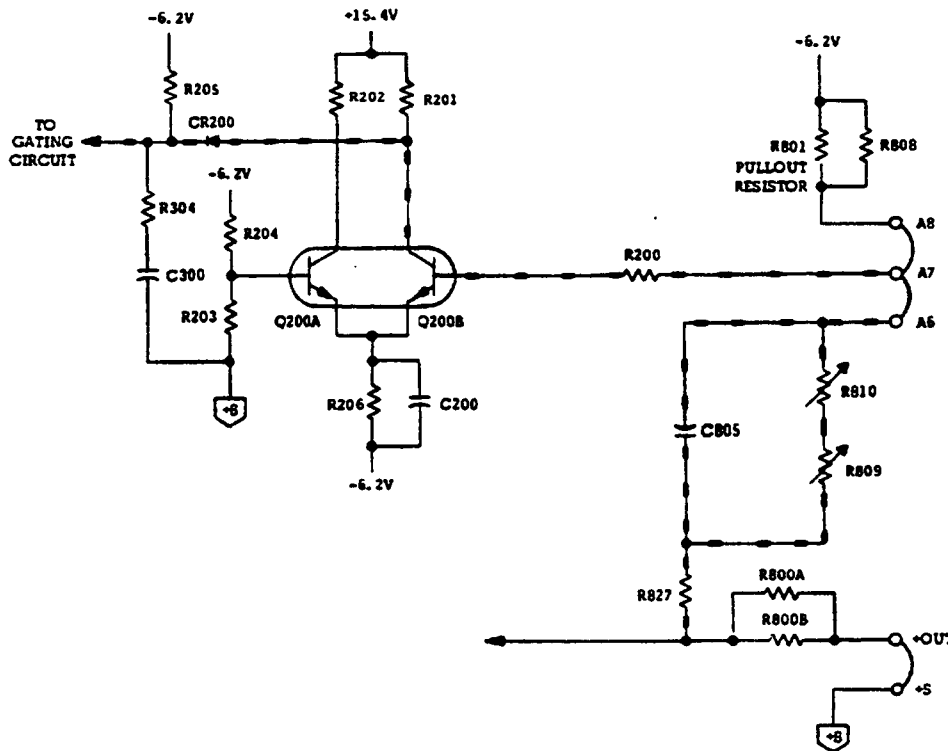 -6.2V
+15.4V
-6.2V
R205
R202
R201
CR200
TO
GATING
CIRCUIT
R801
PULLOUT
RESISTOR
R808
-6.2V
R304
R204
R200
A8
A7
A6
C300
R203
Q200A
Q200B
R206
C200
-6.2V
+S
C805
R810
R809
R827
R800A
R800B
+OUT
+S
+S